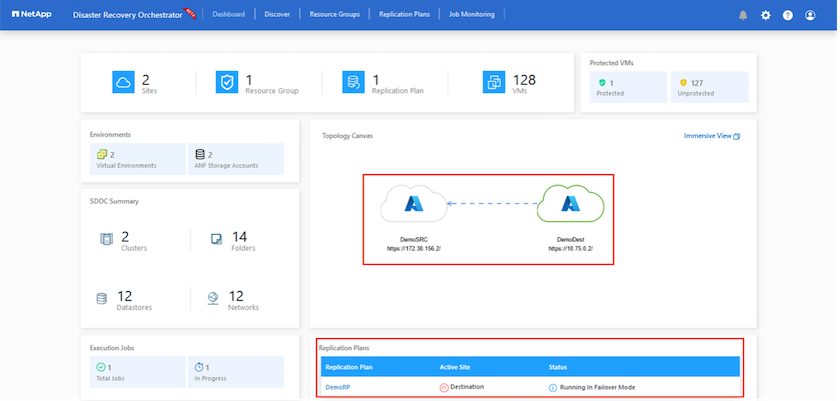 NetApp Disaster Recovery Orchestrator BETA Dashboard Discover Resource Groups Replication Plans Job Monitoring
2 Sites
1 Resource Group
1 Replication Plan
128 VMs
Protected VMs
1 Protected
127 Unprotected
Environments
2 Virtual Environments
2 ANF Storage Accounts
Topology Canvas Immersive View
DemoSRC
https://172.30.156.2/
DemoDest
https://10.75.0.2/
SDDC Summary
2 Clusters
14 Folders
12 Datastores
12 Networks
Execution Jobs
1 Total Jobs
1 In Progress
Replication Plans
Replication Plan Active Site Status
DemoRP Destination Running In Failover Mode